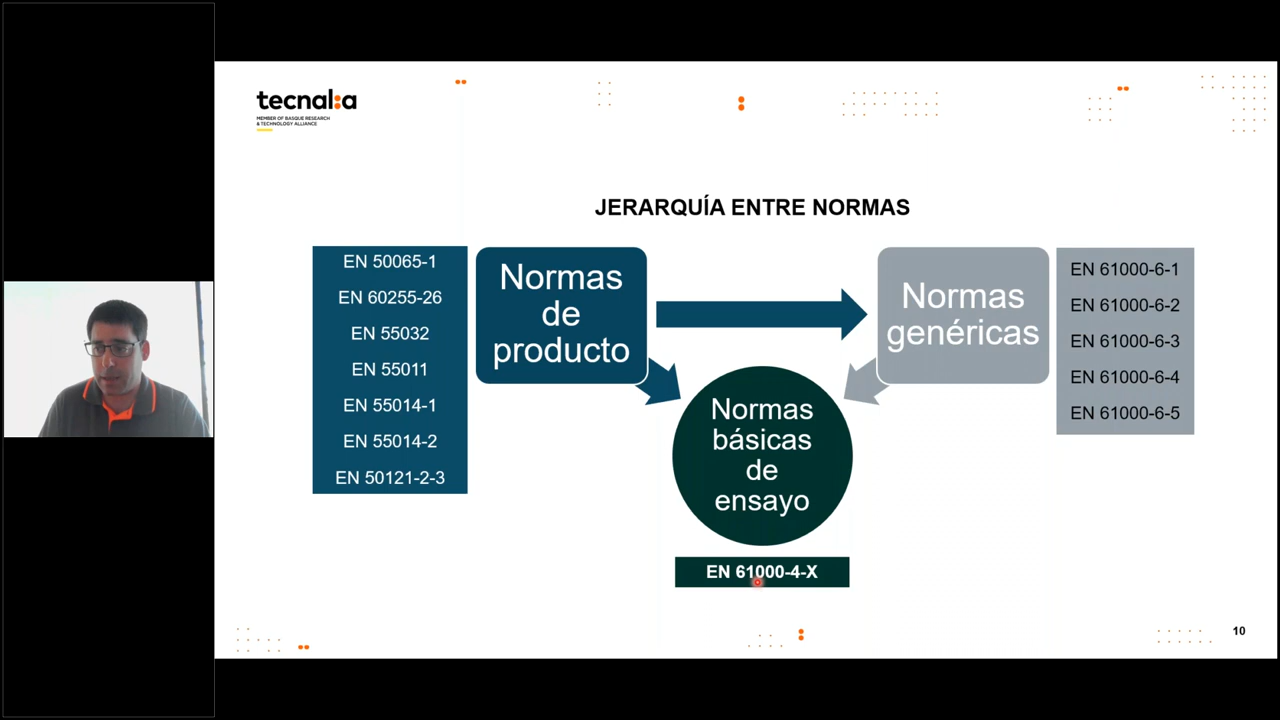 tecnalia
MEMBER OF BASQUE RESEARCH
& TECHNOLOGY ALLIANCE
JERARQUÍA ENTRE NORMAS
EN 50065-1
EN 60255-26
EN 55032
EN 55011
EN 55014-1
EN 55014-2
EN 50121-2-3
Normas
de
producto
Normas
genéricas
EN 61000-6-1
EN 61000-6-2
EN 61000-6-3
EN 61000-6-4
EN 61000-6-5
Normas
básicas
de
ensayo
EN 61000-4-X
10